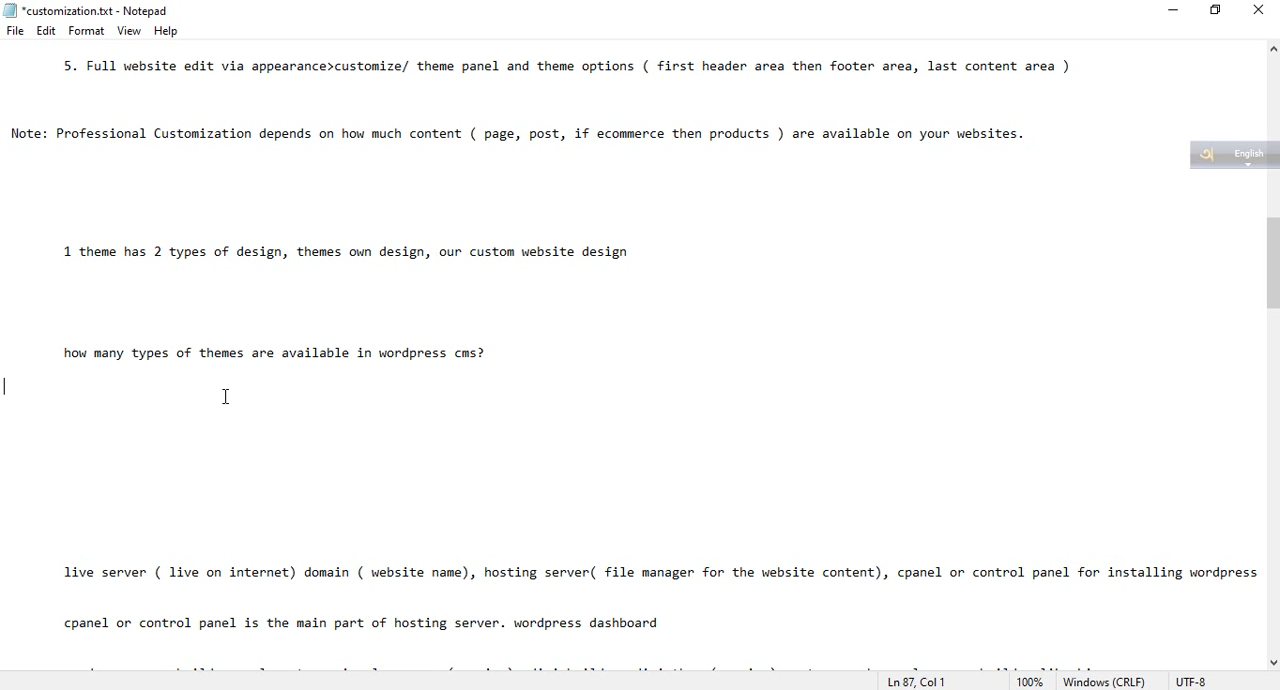 *customization.txt - Notepad
File Edit Format View Help
5. Full website edit via appearance>customize/ theme panel and theme options ( first header area then footer area, last content area )
Note: Professional Customization depends on how much content ( page, post, if ecommerce then products ) are available on your websites.
অ English
1 theme has 2 types of design, themes own design, our custom website design
how many types of themes are available in wordpress cms?
live server ( live on internet) domain ( website name), hosting server( file manager for the website content), cpanel or control panel for installing wordpress
cpanel or control panel is the main part of hosting server. wordpress dashboard
Ln 87, Col 1 100% Windows (CRLF) UTF-8